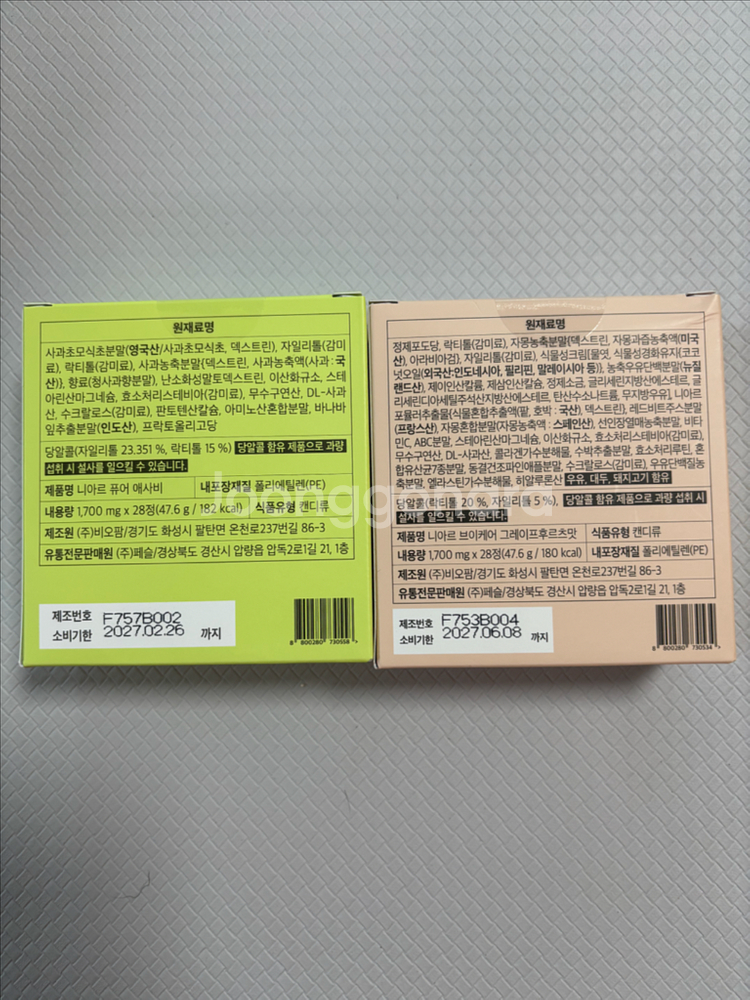 원재료명
사과초모식초분말(영국산/사과초모식초, 덱스트린), 자일리톨(감미
료), 락티톨(감미료), 사과농축분말{덱스트린, 사과농축액(사과 : 국
산)}, 향료(청사과향분말), 난소화성말토덱스트린, 이산화규소, 스테
아린산마그네슘, 효소처리스테비아(감미료), 무수구연산, DL-사과
산, 수크랄로스(감미료), 판토텐산칼슘, 아미노산혼합분말, 바나바
잎추출분말(인도산), 프락토올리고당
당알콜(자일리톨 23.351 %, 락티톨 15 %) 당알콜 함유 제품으로 과량
섭취 시 설사를 일으킬 수 있습니다.
제품명 니아르 퓨어 애사비 내포장재질 폴리에틸렌(PE)
내용량 1,700 mg x 28정(47.6 g / 182 kcal) 식품유형 캔디류
제조원 (주)비오팜/경기도 화성시 팔탄면 온천로237번길 86-3
유통전문판매원 (주)페슬/경상북도 경산시 압량읍 압독2로1길 21, 1층
제조번호 F757B002
소비기한 2027.02.26 까지
8 800280 730558 >
원재료명
정제포도당, 락티톨(감미료), 자몽농축분말{덱스트린, 자몽과즙농축액(미국
산), 아라비아검}, 자일리톨(감미료), 식물성크림[물엿, 식물성경화유지{코코
넛오일(외국산:인도네시아, 필리핀, 말레이시아 등)}], 농축우유단백분말(뉴질
랜드산), 제이인산칼륨, 제삼인산칼슘, 정제소금, 글리세린지방산에스테르, 글
리세린디아세틸주석산지방산에스테르, 탄산수소나트륨, 무지방우유], 니아르
포뮬러추출물{식물혼합추출액(팥, 호박 : 국산), 덱스트린}, 레드비트주스분말
(프랑스산), 자몽혼합분말(자몽농축액 : 스페인산), 선인장열매농축분말, 비타
민C, ABC분말, 스테아린산마그네슘, 이산화규소, 효소처리스테비아(감미료),
무수구연산, DL-사과산, 콜라겐가수분해물, 수박추출분말, 효소처리루틴, 혼
합유산균7종분말, 동결건조파인애플분말, 수크랄로스(감미료), 우유단백질농
축분말, 엘라스틴가수분해물, 히알루론산 우유, 대두, 돼지고기 함유
당알콜(락티톨 20 %, 자일리톨 5 %), 당알콜 함유 제품으로 과량 섭취 시
설사를 일으킬 수 있습니다.
제품명 니아르 브이케어 그레이프후르츠맛 식품유형 캔디류
내용량 1,700 mg x 28정(47.6 g / 180 kcal) 내포장재질 폴리에틸렌(PE)
제조원 (주)비오팜/경기도 화성시 팔탄면 온천로237번길 86-3
유통전문판매원 (주)페슬/경상북도 경산시 압량읍 압독2로1길 21, 1층
제조번호 F753B004
소비기한 2027.06.08 까지
8 800280 730534 >